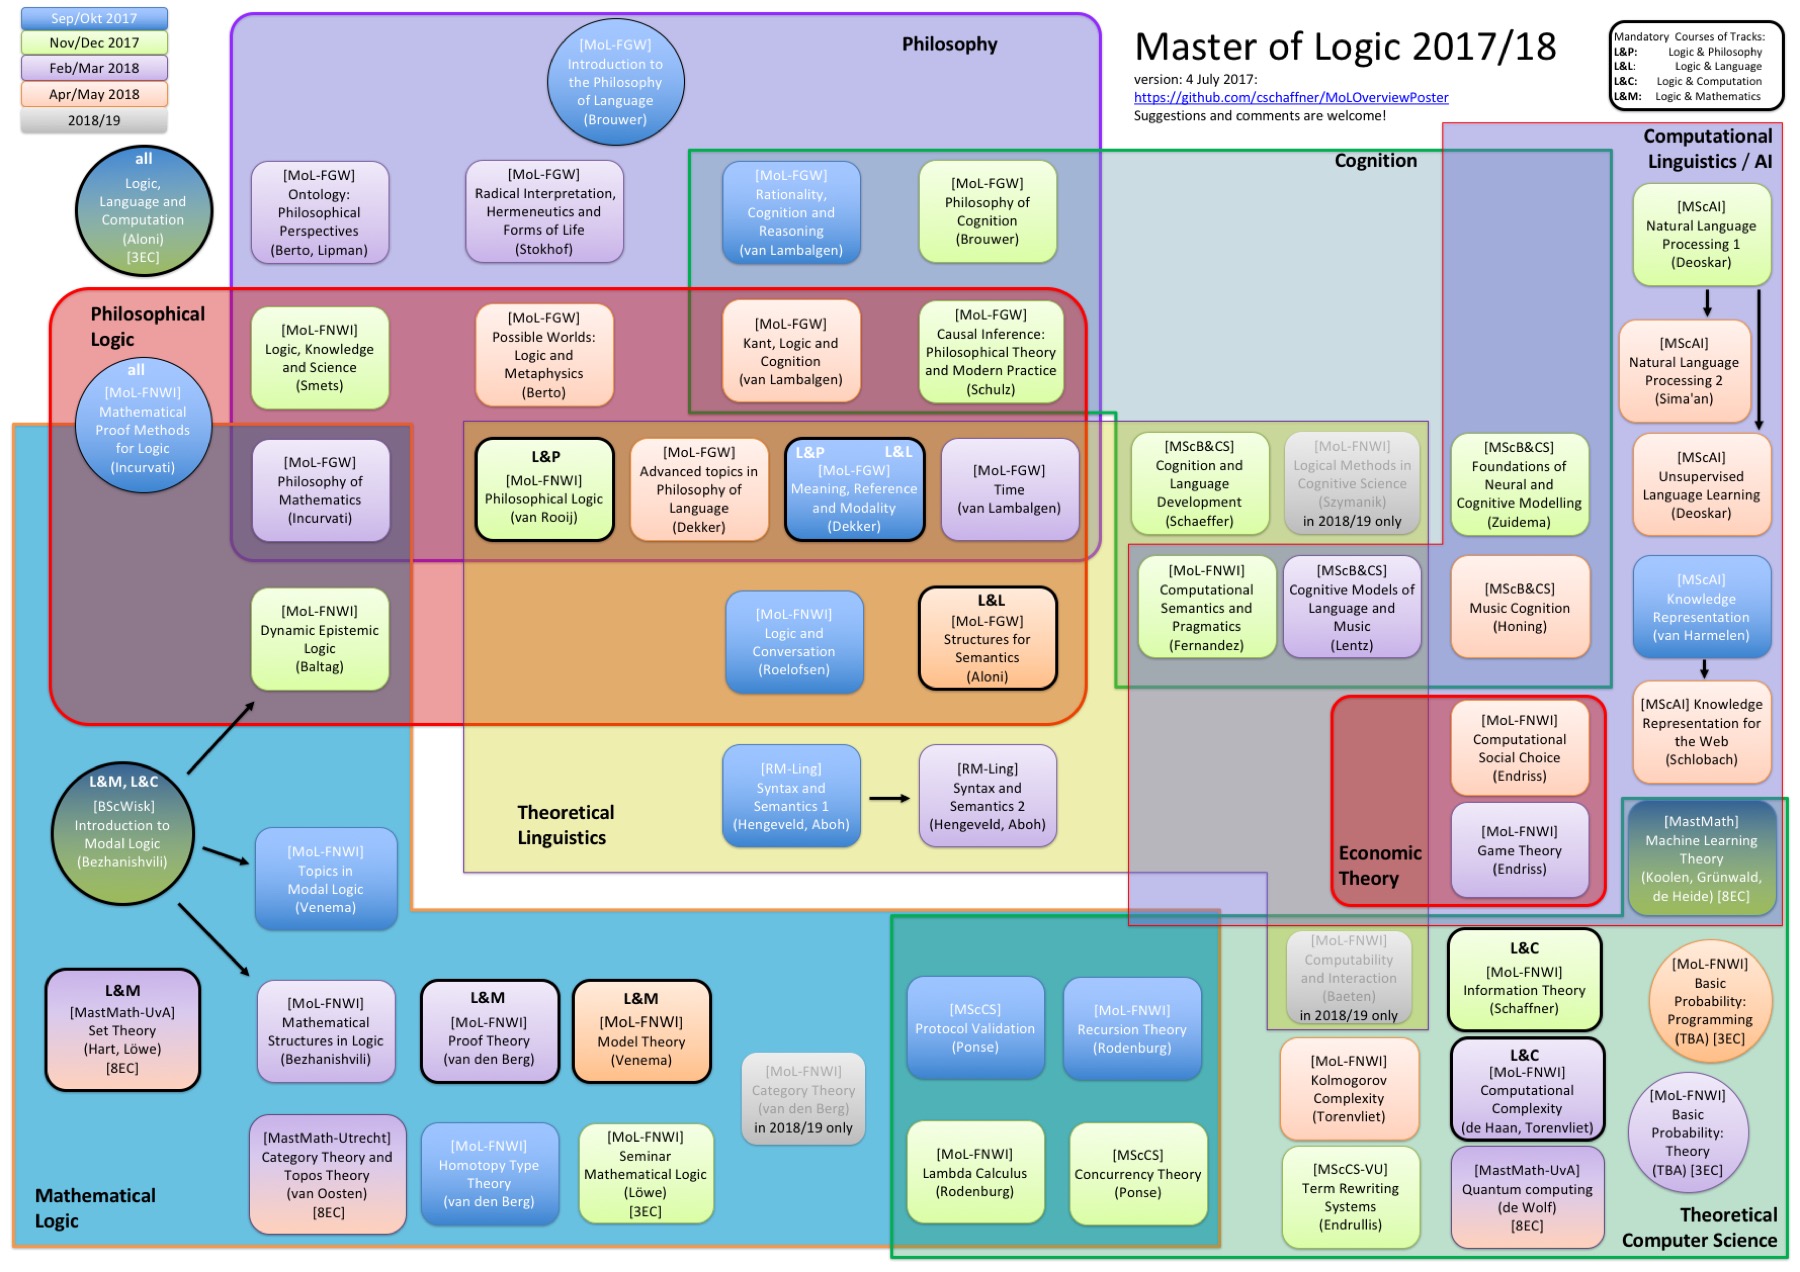 Sep/Okt 2017
Nov/Dec 2017
Feb/Mar 2018
Apr/May 2018
2018/19
Philosophy
Master of Logic 2017/18
version: 4 July 2017:
https://github.com/cschaffner/MoLOverviewPoster
Suggestions and comments are welcome!
Mandatory Courses of Tracks:
L&P: Logic & Philosophy
L&L: Logic & Language
L&C: Logic & Computation
L&M: Logic & Mathematics
[MoL-FGW]
Introduction to
the Philosophy
of Language
(Brouwer)
Cognition
Computational
Linguistics / AI
all
Logic,
Language and
Computation
(Aloni)
[3EC]
[MoL-FGW]
Ontology:
Philosophical
Perspectives
(Berto, Lipman)
[MoL-FGW]
Radical Interpretation,
Hermeneutics and
Forms of Life
(Stokhof)
[MoL-FGW]
Rationality,
Cognition and
Reasoning
(van Lambalgen)
[MoL-FGW]
Philosophy of
Cognition
(Brouwer)
[MScAI]
Natural Language
Processing 1
(Deoskar)
Philosophical
Logic
[MoL-FNWI]
Logic, Knowledge
and Science
(Smets)
[MoL-FGW]
Possible Worlds:
Logic and
Metaphysics
(Berto)
[MoL-FGW]
Kant, Logic and
Cognition
(van Lambalgen)
[MoL-FGW]
Causal Inference:
Philosophical Theory
and Modern Practice
(Schulz)
[MScAI]
Natural Language
Processing 2
(Sima'an)
all
[MoL-FNWI]
Mathematical
Proof Methods
for Logic
(Incurvati)
[MoL-FGW]
Philosophy of
Mathematics
(Incurvati)
L&P
[MoL-FNWI]
Philosophical Logic
(van Rooij)
[MoL-FGW]
Advanced topics in
Philosophy of
Language
(Dekker)
L&P L&L
[MoL-FGW]
Meaning, Reference
and Modality
(Dekker)
[MoL-FGW]
Time
(van Lambalgen)
[MScB&CS]
Cognition and
Language
Development
(Schaeffer)
[MoL-FNWI]
Logical Methods in
Cognitive Science
(Szymanik)
in 2018/19 only
[MScB&CS]
Foundations of
Neural and
Cognitive Modelling
(Zuidema)
[MScAI]
Unsupervised
Language Learning
(Deoskar)
[MoL-FNWI]
Dynamic Epistemic
Logic
(Baltag)
[MoL-FNWI]
Logic and
Conversation
(Roelofsen)
L&L
[MoL-FGW]
Structures for
Semantics
(Aloni)
[MoL-FNWI]
Computational
Semantics and
Pragmatics
(Fernandez)
[MScB&CS]
Cognitive Models of
Language and
Music
(Lentz)
[MScB&CS]
Music Cognition
(Honing)
[MScAI]
Knowledge
Representation
(van Harmelen)
[MScAI] Knowledge
Representation for
the Web
(Schlobach)
L&M, L&C
[BScWisk]
Introduction to
Modal Logic
(Bezhanishvili)
Theoretical
Linguistics
[RM-Ling]
Syntax and
Semantics 1
(Hengeveld, Aboh)
[RM-Ling]
Syntax and
Semantics 2
(Hengeveld, Aboh)
[MoL-FNWI]
Computational
Social Choice
(Endriss)
Economic
Theory
[MoL-FNWI]
Game Theory
(Endriss)
[MastMath]
Machine Learning
Theory
(Koolen, Grünwald,
de Heide) [8EC]
[MoL-FNWI]
Topics in
Modal Logic
(Venema)
L&M
[MastMath-UvA]
Set Theory
(Hart, Löwe)
[8EC]
[MoL-FNWI]
Mathematical
Structures in Logic
(Bezhanishvili)
L&M
[MoL-FNWI]
Proof Theory
(van den Berg)
L&M
[MoL-FNWI]
Model Theory
(Venema)
[MoL-FNWI]
Category Theory
(van den Berg)
in 2018/19 only
[MScCS]
Protocol Validation
(Ponse)
[MoL-FNWI]
Recursion Theory
(Rodenburg)
[MoL-FNWI]
Computability
and Interaction
(Baeten)
in 2018/19 only
L&C
[MoL-FNWI]
Information Theory
(Schaffner)
[MoL-FNWI]
Basic
Probability:
Programming
(TBA) [3EC]
[MoL-FNWI]
Kolmogorov
Complexity
(Torenvliet)
L&C
[MoL-FNWI]
Computational
Complexity
(de Haan, Torenvliet)
[MoL-FNWI]
Basic
Probability:
Theory
(TBA) [3EC]
Mathematical
Logic
[MastMath-Utrecht]
Category Theory and
Topos Theory
(van Oosten)
[8EC]
[MoL-FNWI]
Homotopy Type
Theory
(van den Berg)
[MoL-FNWI]
Seminar
Mathematical Logic
(Löwe)
[3EC]
[MoL-FNWI]
Lambda Calculus
(Rodenburg)
[MScCS]
Concurrency Theory
(Ponse)
[MScCS-VU]
Term Rewriting
Systems
(Endrullis)
[MastMath-UvA]
Quantum computing
(de Wolf)
[8EC]
Theoretical
Computer Science